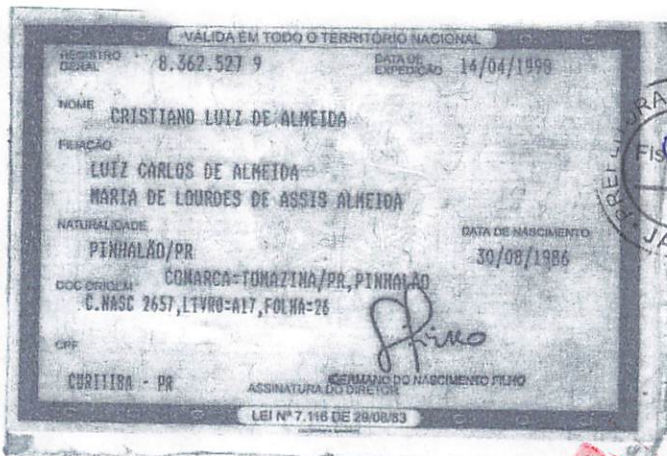 VÁLIDA EM TODO O TERRITÓRIO NACIONAL
REGISTRO GERAL 8.362.527 9 DATA DE EXPEDIÇÃO 14/04/1998
NOME CRISTIANO LUIZ DE ALMEIDA
FILIAÇÃO
LUIZ CARLOS DE ALMEIDA
MARIA DE LOURDES DE ASSIS ALMEIDA
NATURALIDADE DATA DE NASCIMENTO
PINHALÃO/PR 30/08/1986
DOC ORIGEM COMARCA=TOMAZINA/PR, PINHALÃO
C.NASC 2657, LIVRO=A17, FOLHA=26
CPF
CURITIBA - PR
GERMANO DO NASCIMENTO FILHO
ASSINATURA DO DIRETOR
LEI Nº 7.116 DE 29/08/83